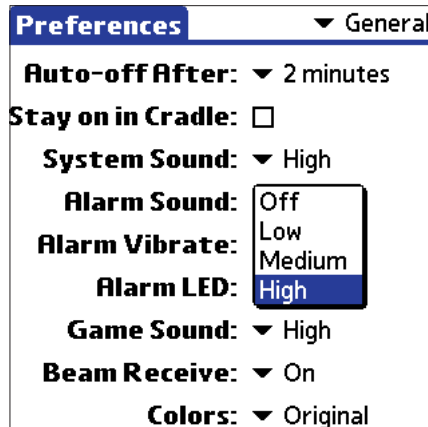 Preferences ▼ General
Auto-off After: ▼ 2 minutes
Stay on in Cradle: ☐
System Sound: ▼ High
Alarm Sound: Off
Low
Alarm Vibrate:
Medium
Alarm LED: High
Game Sound: ▼ High
Beam Receive: ▼ On
Colors: ▼ Original